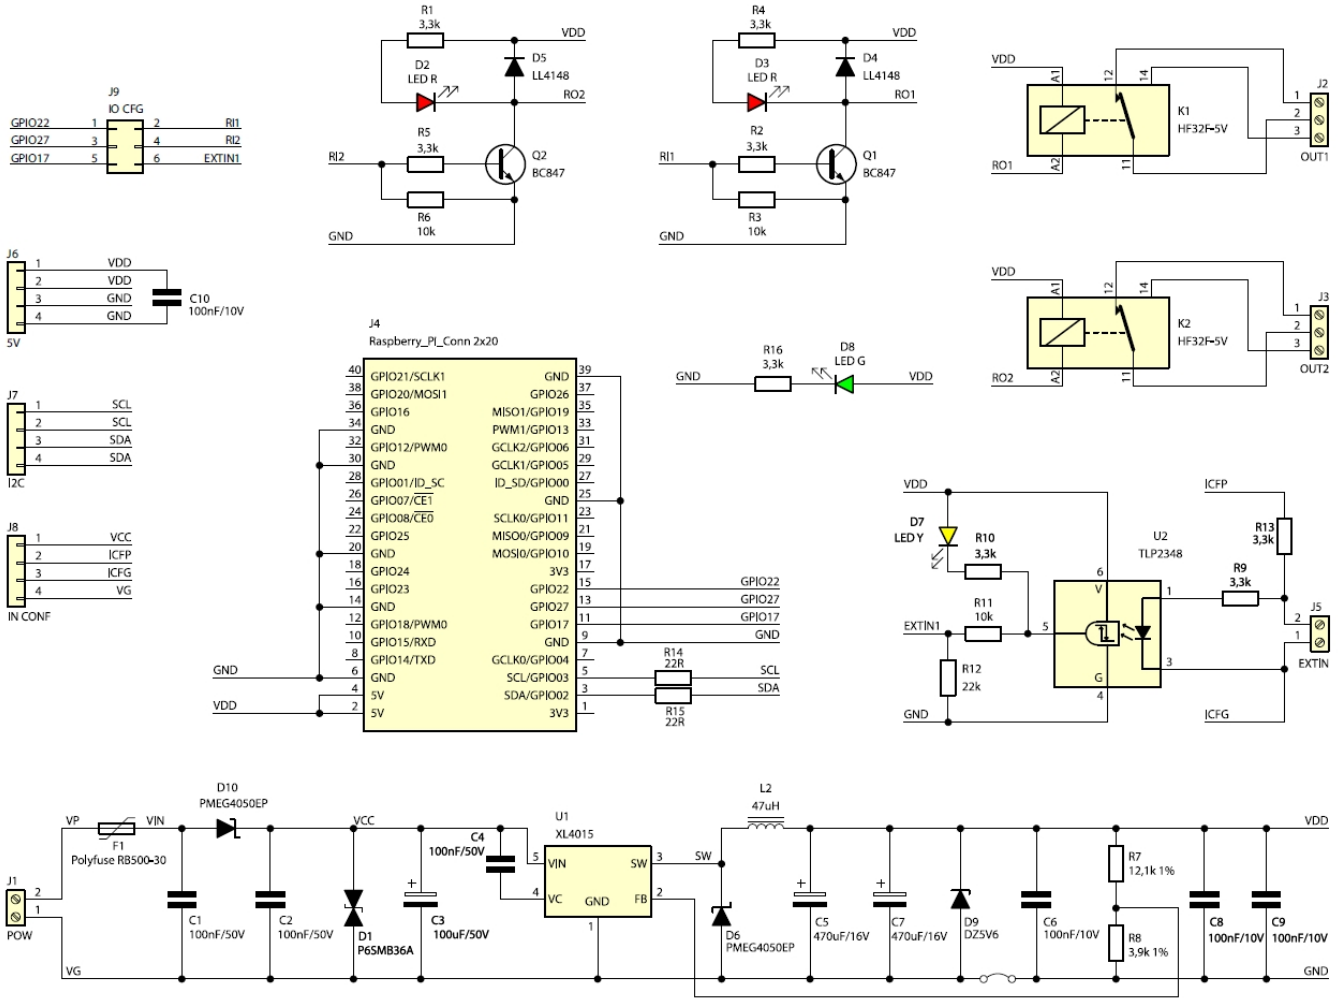 R1
3,3k
VDD
D2
LED R
D5
LL4148
RO2
R5
3,3k
RI2
Q2
BC847
R6
10k
GND
R4
3,3k
VDD
D3
LED R
D4
LL4148
RO1
R2
3,3k
RI1
Q1
BC847
R3
10k
GND
J9
IO CFG
GPIO22 1 2 RI1
GPIO27 3 4 RI2
GPIO17 5 6 EXTIN1
VDD
A1
12
14
K1
HF32F-5V
RO1
A2
11
J2
1
2
3
OUT1
J6
1 VDD
2 VDD
3 GND
4 GND
5V
C10
100nF/10V
VDD
A1
12
14
K2
HF32F-5V
RO2
A2
11
J3
1
2
3
OUT2
J7
1 SCL
2 SCL
3 SDA
4 SDA
I2C
J8
1 VCC
2 ICFP
3 ICFG
4 VG
IN CONF
J4
Raspberry_PI_Conn 2x20
40 GPIO21/SCLK1 GND 39
38 GPIO20/MOSI1 GPIO26 37
36 GPIO16 MISO1/GPIO19 35
34 GND PWM1/GPIO13 33
32 GPIO12/PWM0 GCLK2/GPIO06 31
30 GND GCLK1/GPIO05 29
28 GPIO01/ID_SC ID_SD/GPIO00 27
26 GPIO07/CE1 GND 25
24 GPIO08/CE0 SCLK0/GPIO11 23
22 GPIO25 MISO0/GPIO09 21
20 GND MOSI0/GPIO10 19
18 GPIO24 3V3 17
16 GPIO23 GPIO22 15 GPIO22
14 GND GPIO27 13 GPIO27
12 GPIO18/PWM0 GPIO17 11 GPIO17
10 GPIO15/RXD GND 9 GND
8 GPIO14/TXD GCLK0/GPIO04 7
GND 6 GND SCL/GPIO03 5 SCL
4 5V SDA/GPIO02 3 SDA
VDD 2 5V 3V3 1
R14
22R
R15
22R
R16
3,3k
D8
LED G
GND
VDD
VDD
D7
LED Y
R10
3,3k
R11
10k
EXTIN1
R12
22k
GND
U2
TLP2348
6
V
5
G
4
1
3
ICFP
R13
3,3k
R9
3,3k
J5
2
1
EXTIN
ICFG
J1
2
1
POW
VP
F1
Polyfuse RB500-30
VIN
D10
PMEG4050EP
VCC
C1
100nF/50V
C2
100nF/50V
D1
P6SMB36A
C3
100uF/50V
+
C4
100nF/50V
U1
XL4015
5 VIN SW 3
4 VC FB 2
GND
1
SW
D6
PMEG4050EP
L2
47uH
+
C5
470uF/16V
+
C7
470uF/16V
D9
DZ5V6
C6
100nF/10V
R7
12,1k 1%
R8
3,9k 1%
C8
100nF/10V
C9
100nF/10V
VDD
VG
GND